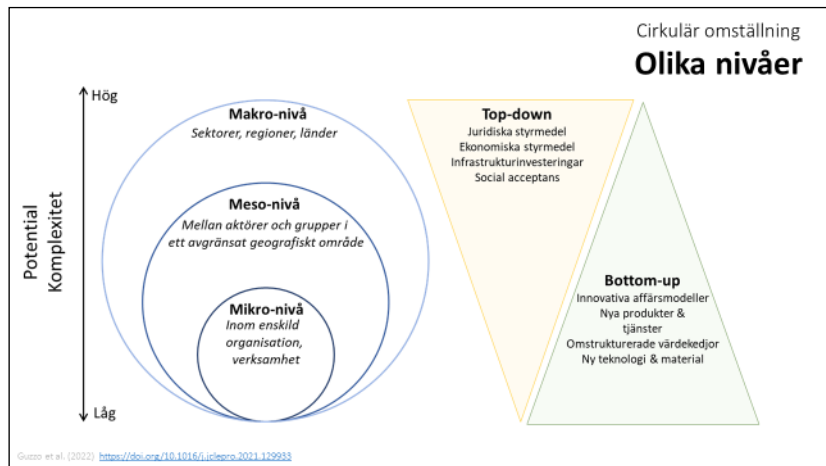 Cirkulär omställning
Olika nivåer
Hög
Potential
Komplexitet
Låg
Makro-nivå
Sektorer, regioner, länder
Meso-nivå
Mellan aktörer och grupper i
ett avgränsat geografiskt område
Mikro-nivå
Inom enskild
organisation,
verksamhet
Top-down
Juridiska styrmedel
Ekonomiska styrmedel
Infrastrukturinvesteringar
Social acceptans
Bottom-up
Innovativa affärsmodeller
Nya produkter &
tjänster
Omstrukturerade värdekedjor
Ny teknologi & material
Guzzo et al. (2022) https://doi.org/10.1016/j.jclepro.2021.129933